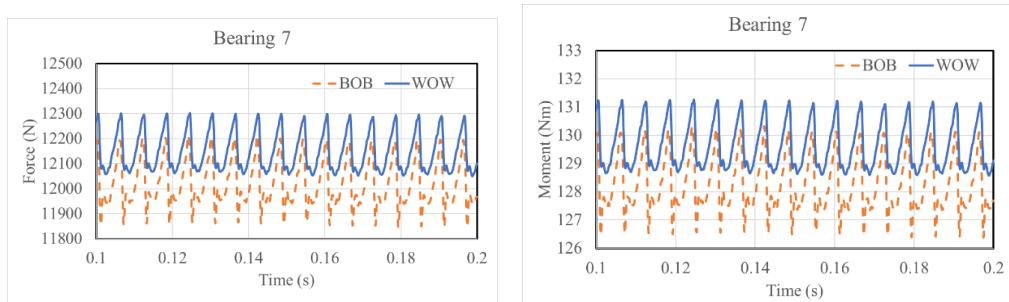 Bearing 7
12500
12400
12300
12200
12100
12000
11900
11800
Force (N)
BOB WOW
0.1 0.12 0.14 0.16 0.18 0.2
Time (s)
Bearing 7
133
132
131
130
129
128
127
126
Moment (Nm)
BOB WOW
0.1 0.12 0.14 0.16 0.18 0.2
Time (s)